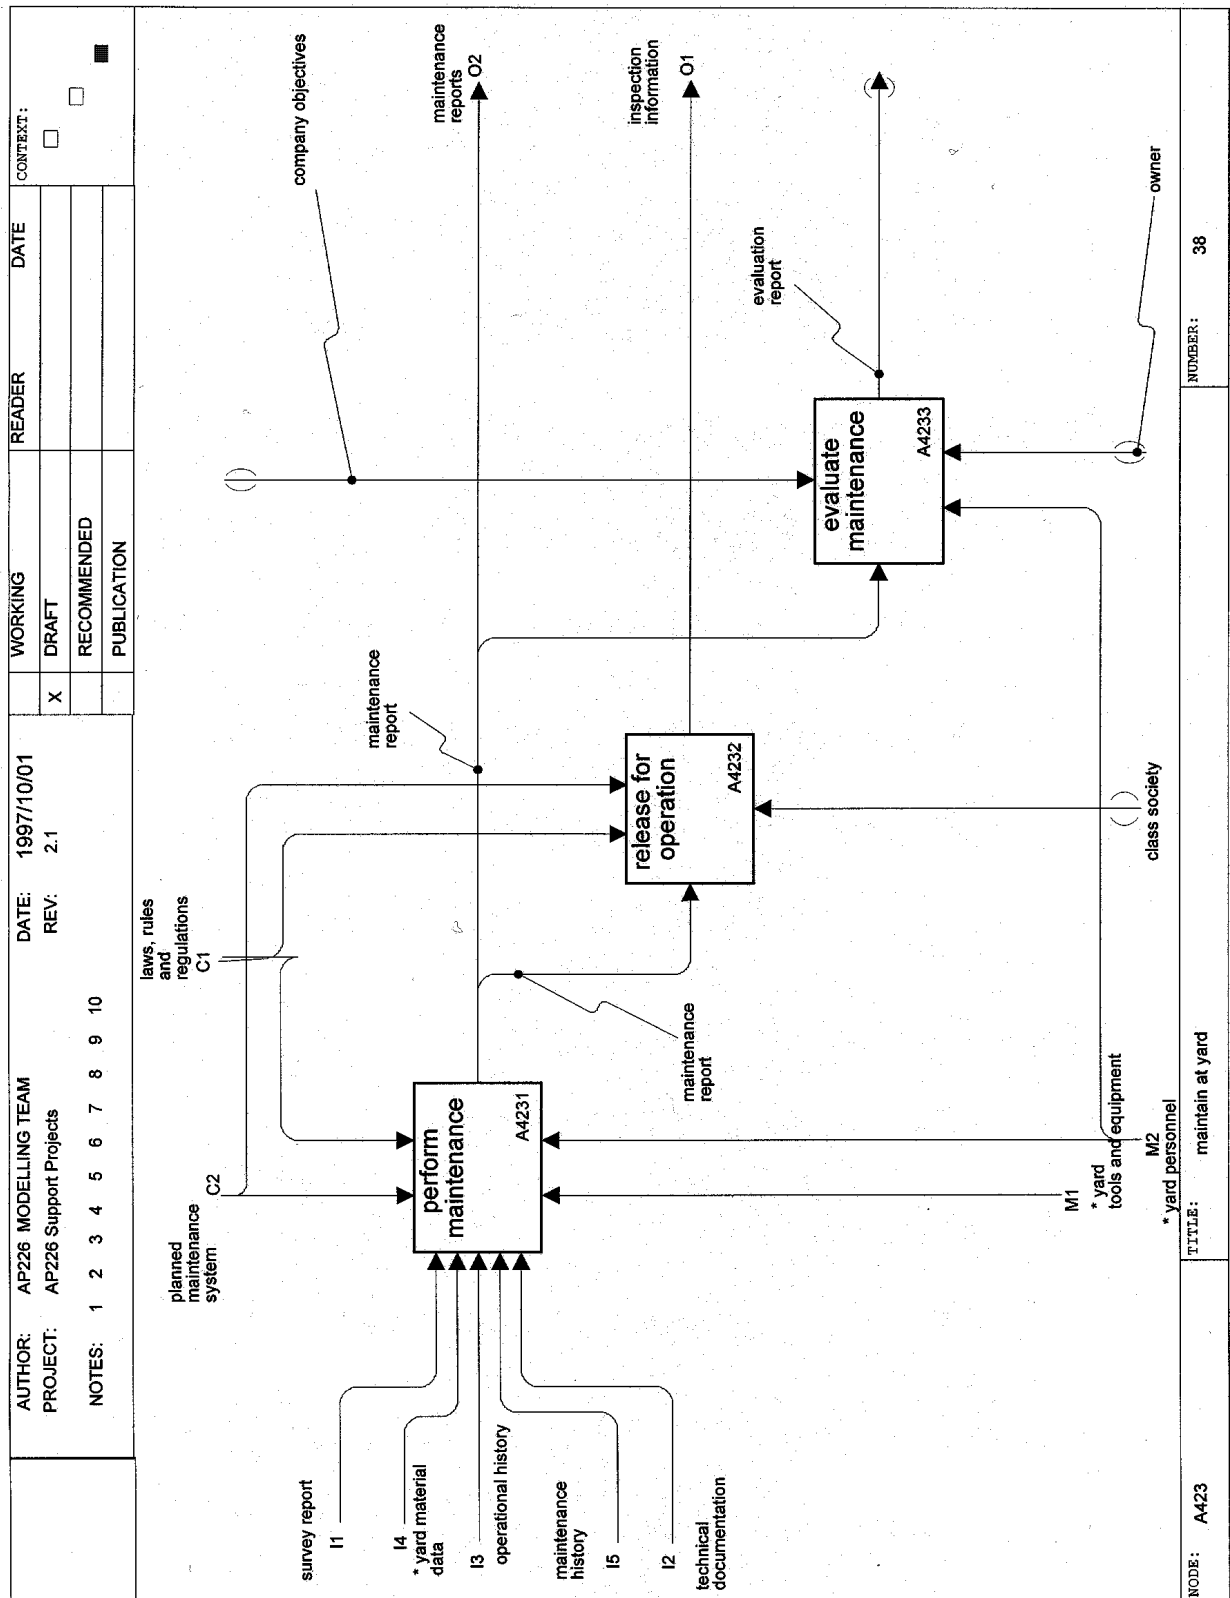 AUTHOR: AP226 MODELLING TEAM
DATE: 1997/10/01
WORKING
READER
DATE
CONTEXT:
PROJECT: AP226 Support Projects
REV: 2.1
X
DRAFT
RECOMMENDED
NOTES: 1 2 3 4 5 6 7 8 9 10
PUBLICATION
planned
maintenance
system
C2
laws, rules
and
regulations
C1
company objectives
survey report
I1
I4
* yard material
data
I3
operational history
maintenance
history
I5
I2
technical
documentation
perform
maintenance
A4231
maintenance
report
maintenance
reports
O2
maintenance
report
release for
operation
A4232
inspection
information
O1
evaluate
maintenance
A4233
evaluation
report
M1
* yard
tools and equipment
M2
* yard personnel
class society
owner
NODE: A423
TITLE: maintain at yard
NUMBER: 38